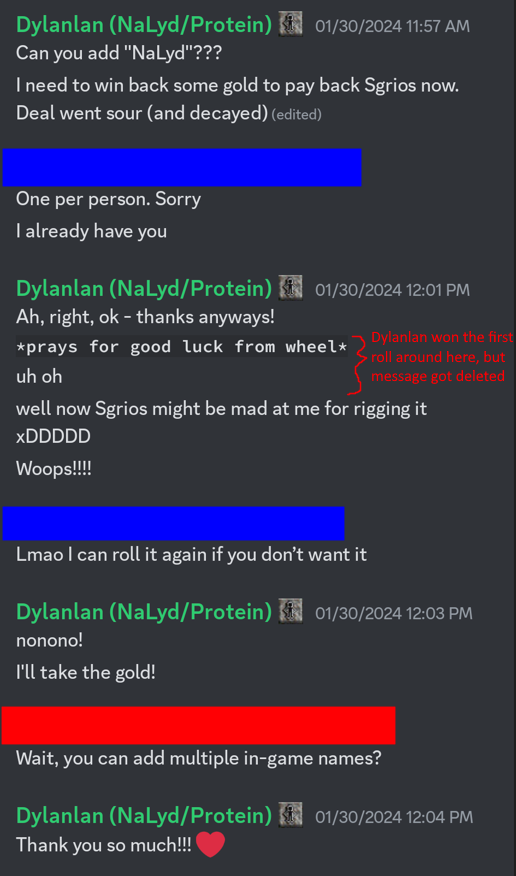 Dylanlan (NaLyd/Protein) 01/30/2024 11:57 AM
Can you add "NaLyd"???
I need to win back some gold to pay back Sgrios now.
Deal went sour (and decayed) (edited)
One per person. Sorry
I already have you
Dylanlan (NaLyd/Protein) 01/30/2024 12:01 PM
Ah, right, ok - thanks anyways!
*prays for good luck from wheel*
Dylanlan won the first
roll around here, but
message got deleted
uh oh
well now Sgrios might be mad at me for rigging it
xDDDDD
Woops!!!!
Lmao I can roll it again if you don’t want it
Dylanlan (NaLyd/Protein) 01/30/2024 12:03 PM
nonono!
I'll take the gold!
Wait, you can add multiple in-game names?
Dylanlan (NaLyd/Protein) 01/30/2024 12:04 PM
Thank you so much!!! ❤️